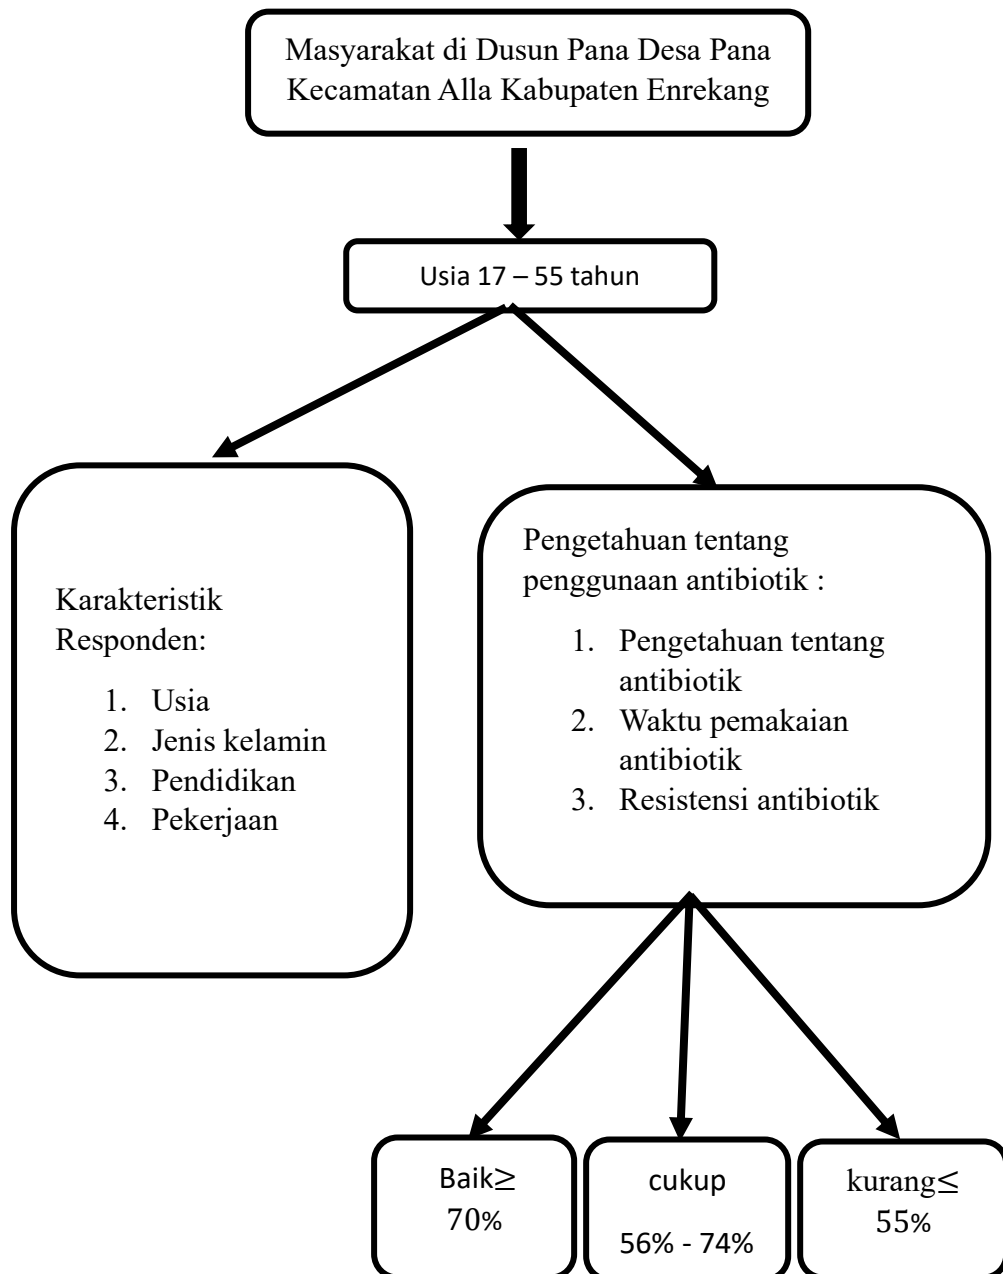 Masyarakat di Dusun Pana Desa Pana
Kecamatan Alla Kabupaten Enrekang
Usia 17 – 55 tahun
Karakteristik
Responden:
1. Usia
2. Jenis kelamin
3. Pendidikan
4. Pekerjaan
Pengetahuan tentang
penggunaan antibiotik :
1. Pengetahuan tentang
antibiotik
2. Waktu pemakaian
antibiotik
3. Resistensi antibiotik
Baik≥
70%
cukup
56% - 74%
kurang≤
55%